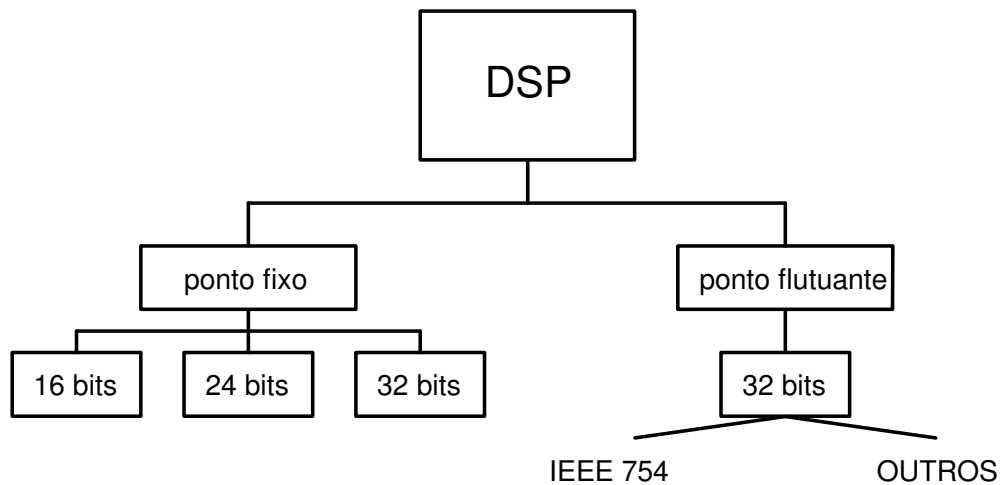 DSP
ponto fixo
ponto flutuante
16 bits
24 bits
32 bits
32 bits
IEEE 754
OUTROS